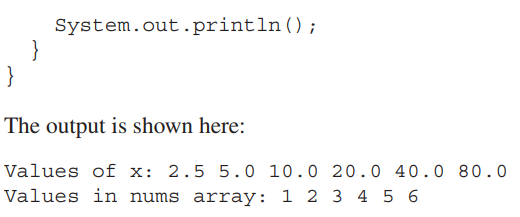 System.out.println();
}
}
The output is shown here:
Values of x: 2.5 5.0 10.0 20.0 40.0 80.0
Values in nums array: 1 2 3 4 5 6